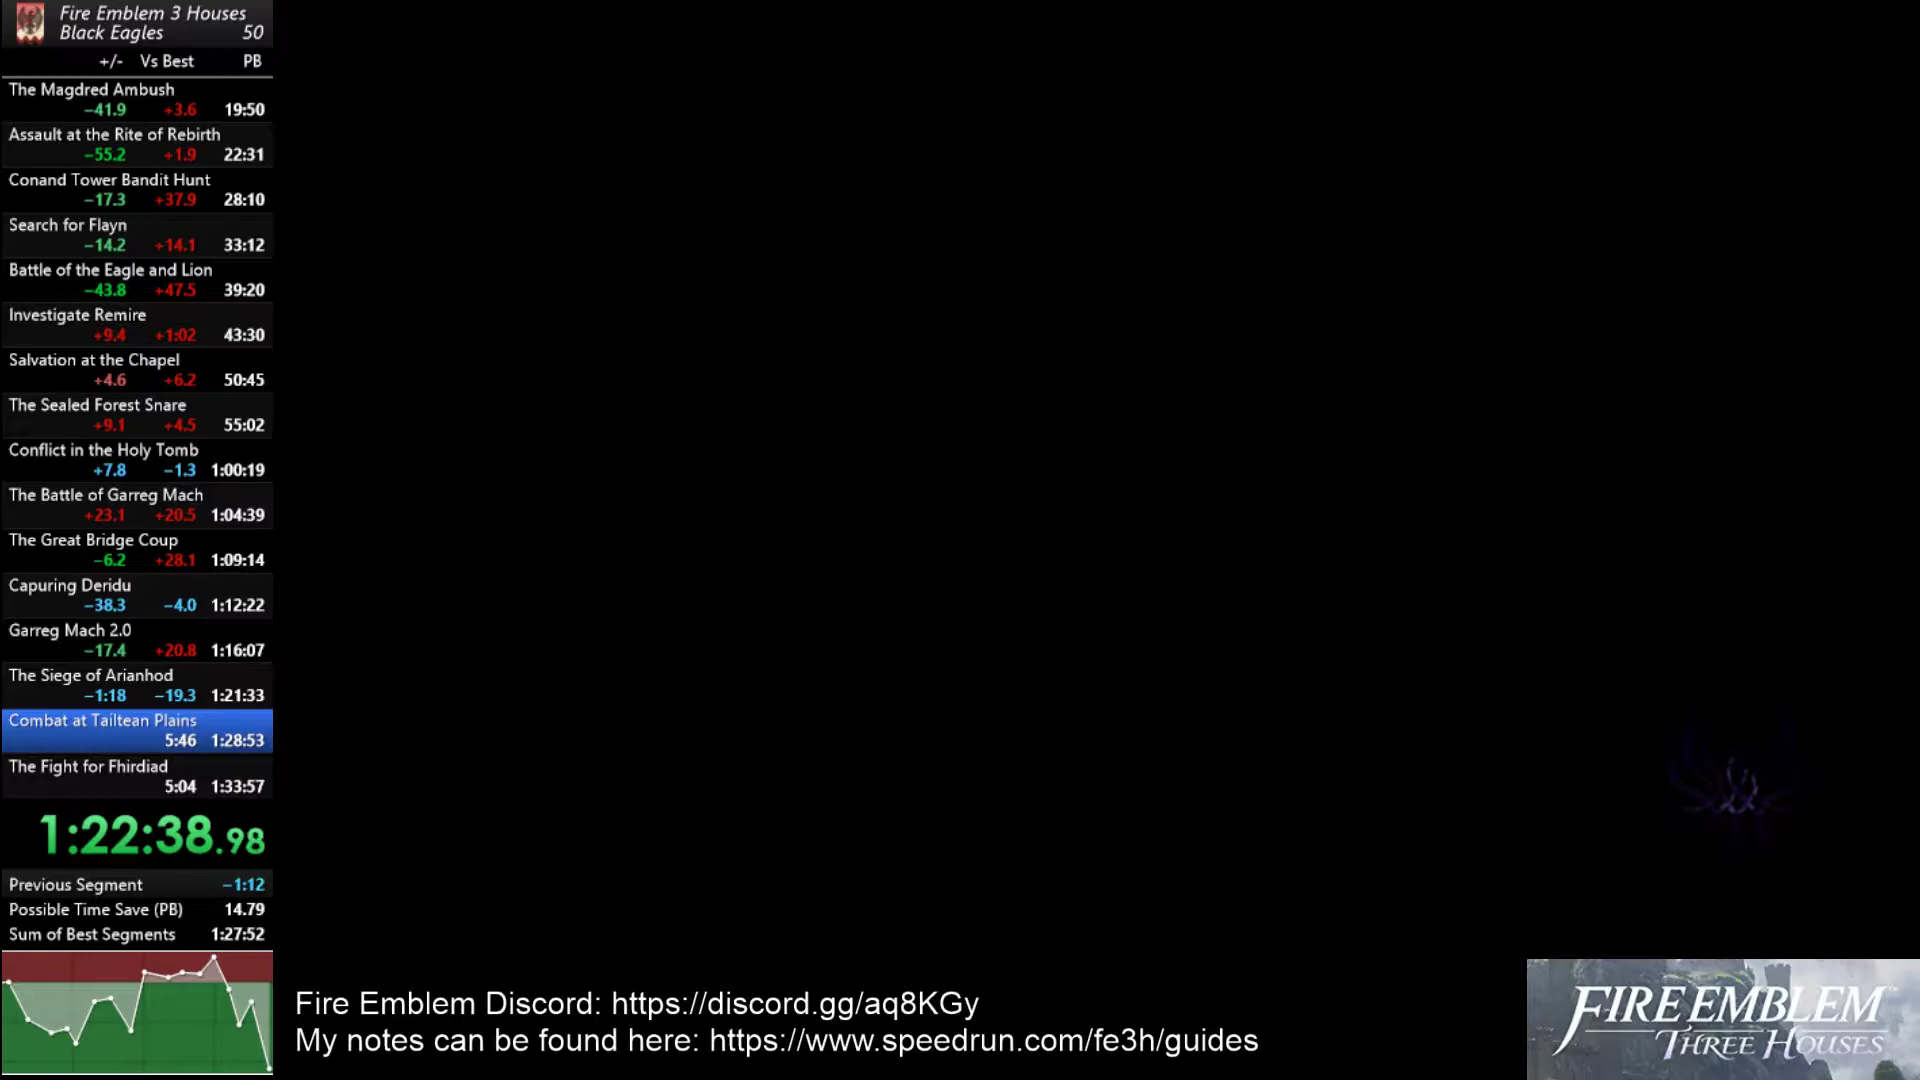 Fire Emblem 3 Houses
Black Eagles 50
+/- Vs Best PB
The Magdred Ambush
−41.9 +3.6 19:50
Assault at the Rite of Rebirth
−55.2 +1.9 22:31
Conand Tower Bandit Hunt
−17.3 +37.9 28:10
Search for Flayn
−14.2 +14.1 33:12
Battle of the Eagle and Lion
−43.8 +47.5 39:20
Investigate Remire
+9.4 +1:02 43:30
Salvation at the Chapel
+4.6 +6.2 50:45
The Sealed Forest Snare
+9.1 +4.5 55:02
Conflict in the Holy Tomb
+7.8 −1.3 1:00:19
The Battle of Garreg Mach
+23.1 +20.5 1:04:39
The Great Bridge Coup
−6.2 +28.1 1:09:14
Capuring Deridu
−38.3 −4.0 1:12:22
Garreg Mach 2.0
−17.4 +20.8 1:16:07
The Siege of Arianhod
−1:18 −19.3 1:21:33
Combat at Tailtean Plains
5:46 1:28:53
The Fight for Fhirdiad
5:04 1:33:57
1:22:38.98
Previous Segment −1:12
Possible Time Save (PB) 14.79
Sum of Best Segments 1:27:52
Fire Emblem Discord: https://discord.gg/aq8KGy
My notes can be found here: https://www.speedrun.com/fe3h/guides
FIRE EMBLEM™
THREE HOUSES